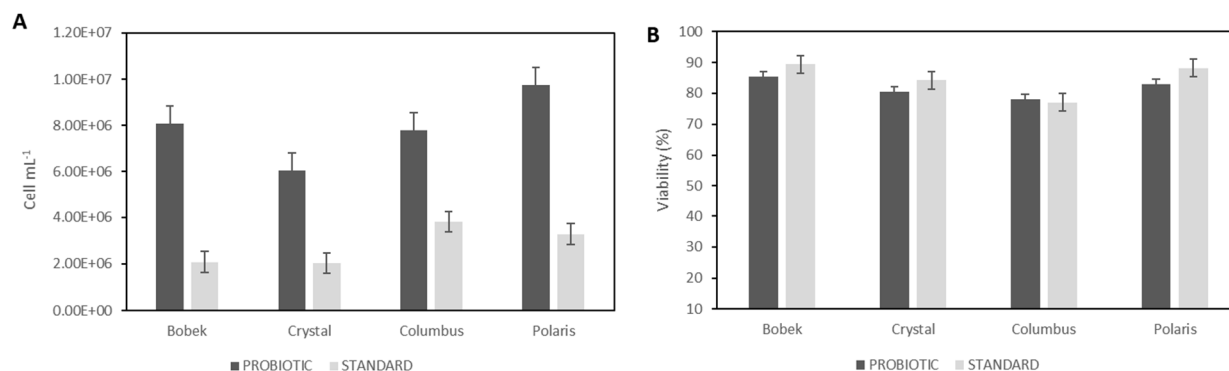 A
1.20E+07
1.00E+07
8.00E+06
6.00E+06
4.00E+06
2.00E+06
0.00E+00
Cell mL-1
Bobek Crystal Columbus Polaris
PROBIOTIC STANDARD
B
100
90
80
70
60
50
40
30
20
10
Viability (%)
Bobek Crystal Columbus Polaris
PROBIOTIC STANDARD